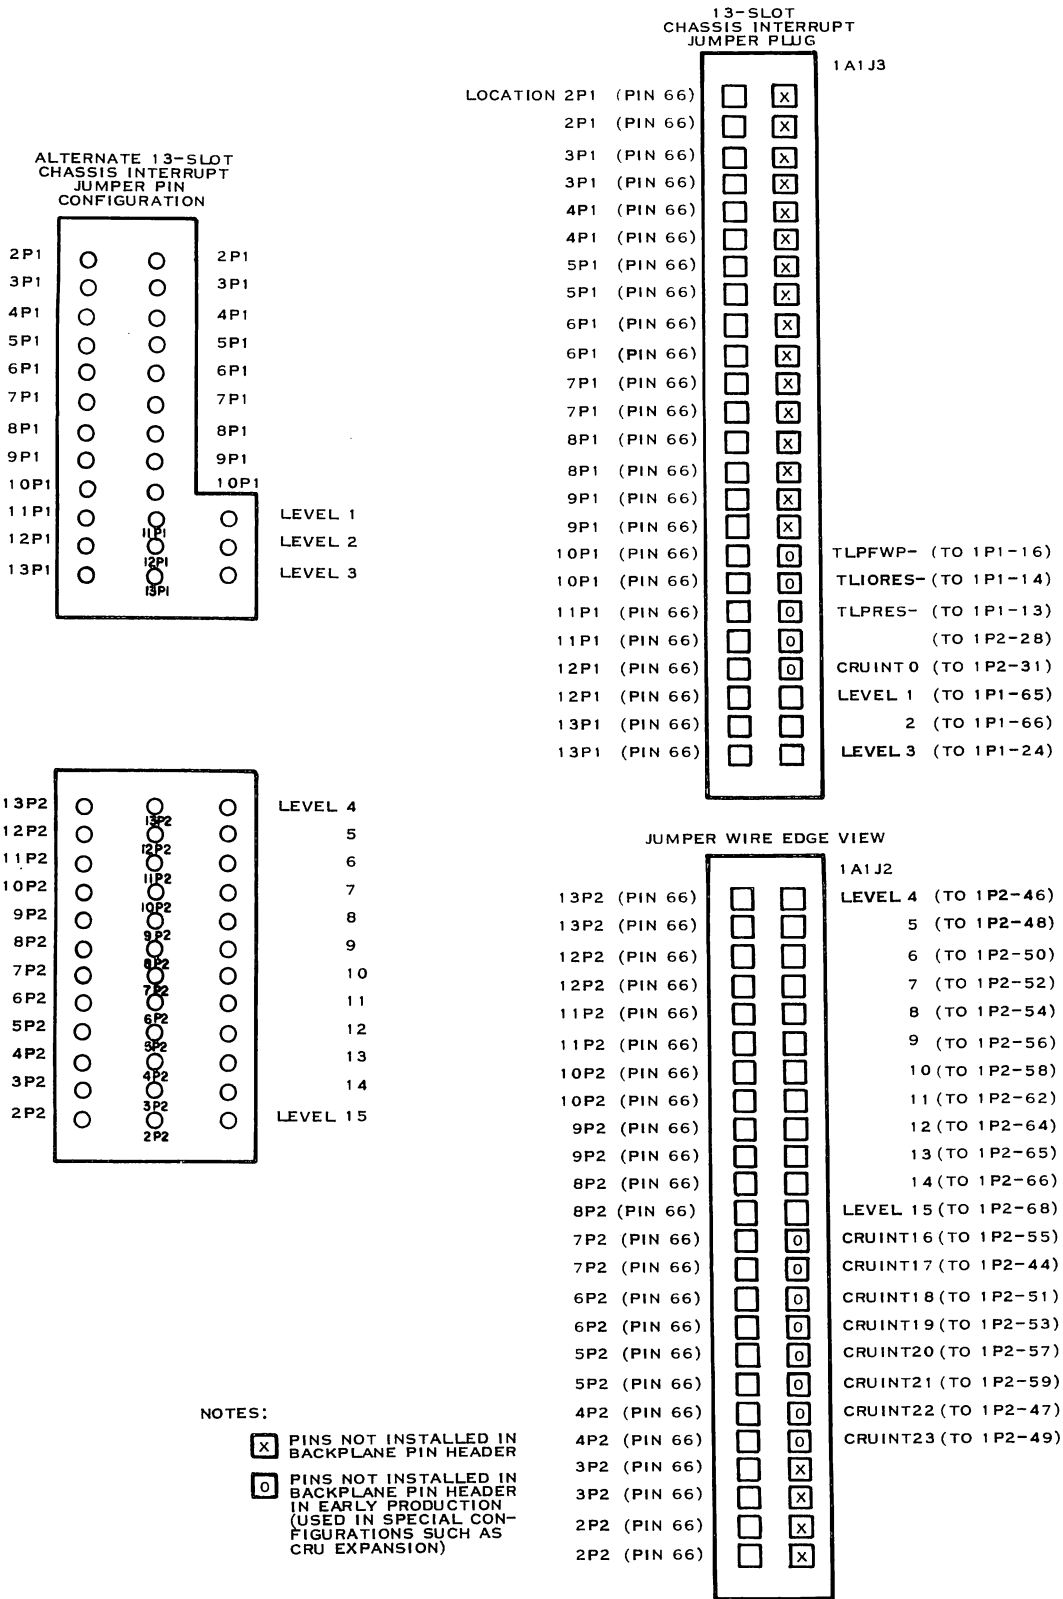 13-SLOT
CHASSIS INTERRUPT
JUMPER PLUG
1A1J3
LOCATION 2P1 (PIN 66) X
2P1 (PIN 66) X
3P1 (PIN 66) X
3P1 (PIN 66) X
4P1 (PIN 66) X
4P1 (PIN 66) X
5P1 (PIN 66) X
5P1 (PIN 66) X
6P1 (PIN 66) X
6P1 (PIN 66) X
7P1 (PIN 66) X
7P1 (PIN 66) X
8P1 (PIN 66) X
8P1 (PIN 66) X
9P1 (PIN 66) X
9P1 (PIN 66) X
10P1 (PIN 66) O TLPFWP- (TO 1P1-16)
10P1 (PIN 66) O TLIORES- (TO 1P1-14)
11P1 (PIN 66) O TLPRES- (TO 1P1-13)
11P1 (PIN 66) O (TO 1P2-28)
12P1 (PIN 66) O CRUINT 0 (TO 1P2-31)
12P1 (PIN 66) LEVEL 1 (TO 1P1-65)
13P1 (PIN 66) 2 (TO 1P1-66)
13P1 (PIN 66) LEVEL 3 (TO 1P1-24)
ALTERNATE 13-SLOT
CHASSIS INTERRUPT
JUMPER PIN
CONFIGURATION
2P1 2P1
3P1 3P1
4P1 4P1
5P1 5P1
6P1 6P1
7P1 7P1
8P1 8P1
9P1 9P1
10P1 10P1
11P1 11P1 LEVEL 1
12P1 12P1 LEVEL 2
13P1 13P1 LEVEL 3
13P2 13P2 LEVEL 4
12P2 12P2 5
11P2 11P2 6
10P2 10P2 7
9P2 9P2 8
8P2 8P2 9
7P2 7P2 10
6P2 6P2 11
5P2 5P2 12
4P2 4P2 13
3P2 3P2 14
2P2 2P2 LEVEL 15
JUMPER WIRE EDGE VIEW
1A1J2
13P2 (PIN 66) LEVEL 4 (TO 1P2-46)
13P2 (PIN 66) 5 (TO 1P2-48)
12P2 (PIN 66) 6 (TO 1P2-50)
12P2 (PIN 66) 7 (TO 1P2-52)
11P2 (PIN 66) 8 (TO 1P2-54)
11P2 (PIN 66) 9 (TO 1P2-56)
10P2 (PIN 66) 10 (TO 1P2-58)
10P2 (PIN 66) 11 (TO 1P2-62)
9P2 (PIN 66) 12 (TO 1P2-64)
9P2 (PIN 66) 13 (TO 1P2-65)
8P2 (PIN 66) 14 (TO 1P2-66)
8P2 (PIN 66) LEVEL 15 (TO 1P2-68)
7P2 (PIN 66) O CRUINT16 (TO 1P2-55)
7P2 (PIN 66) O CRUINT17 (TO 1P2-44)
6P2 (PIN 66) O CRUINT18 (TO 1P2-51)
6P2 (PIN 66) O CRUINT19 (TO 1P2-53)
5P2 (PIN 66) O CRUINT20 (TO 1P2-57)
5P2 (PIN 66) O CRUINT21 (TO 1P2-59)
4P2 (PIN 66) O CRUINT22 (TO 1P2-47)
4P2 (PIN 66) O CRUINT23 (TO 1P2-49)
3P2 (PIN 66) X
3P2 (PIN 66) X
2P2 (PIN 66) X
2P2 (PIN 66) X
NOTES:
X PINS NOT INSTALLED IN
BACKPLANE PIN HEADER
O PINS NOT INSTALLED IN
BACKPLANE PIN HEADER
IN EARLY PRODUCTION
(USED IN SPECIAL CON-
FIGURATIONS SUCH AS
CRU EXPANSION)